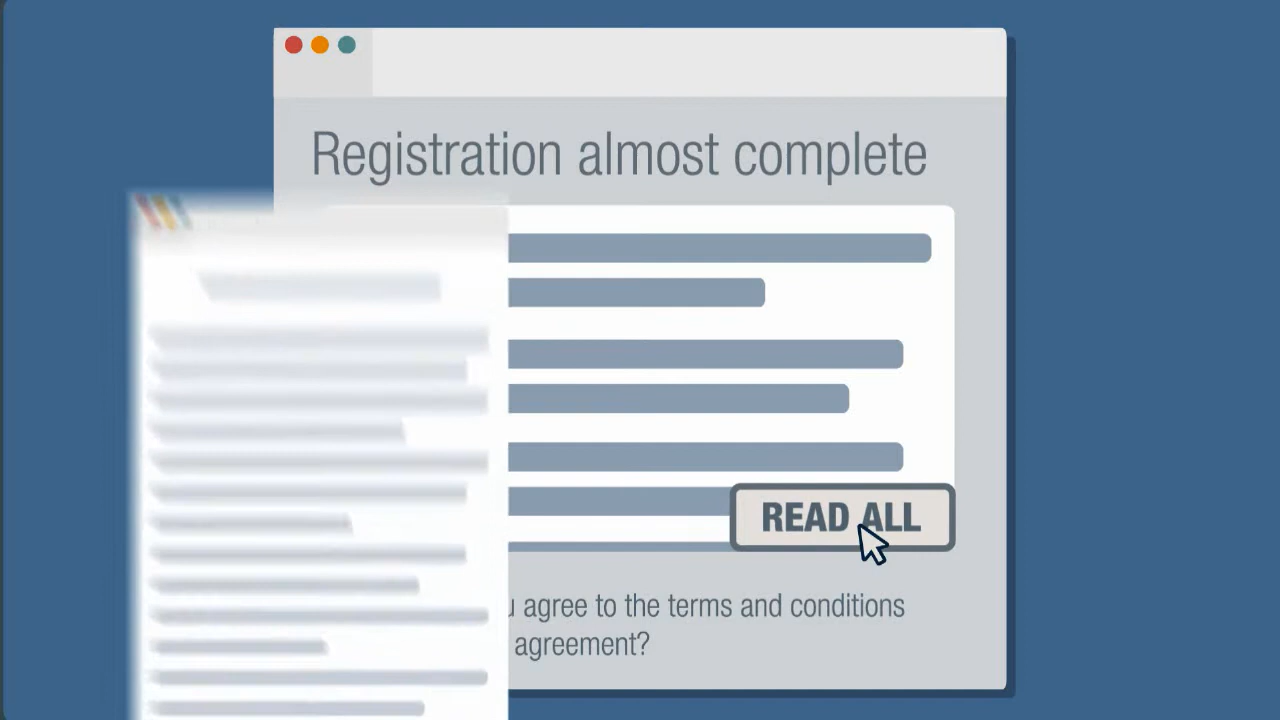 Registration almost complete
READ ALL
agree to the terms and conditions
agreement?